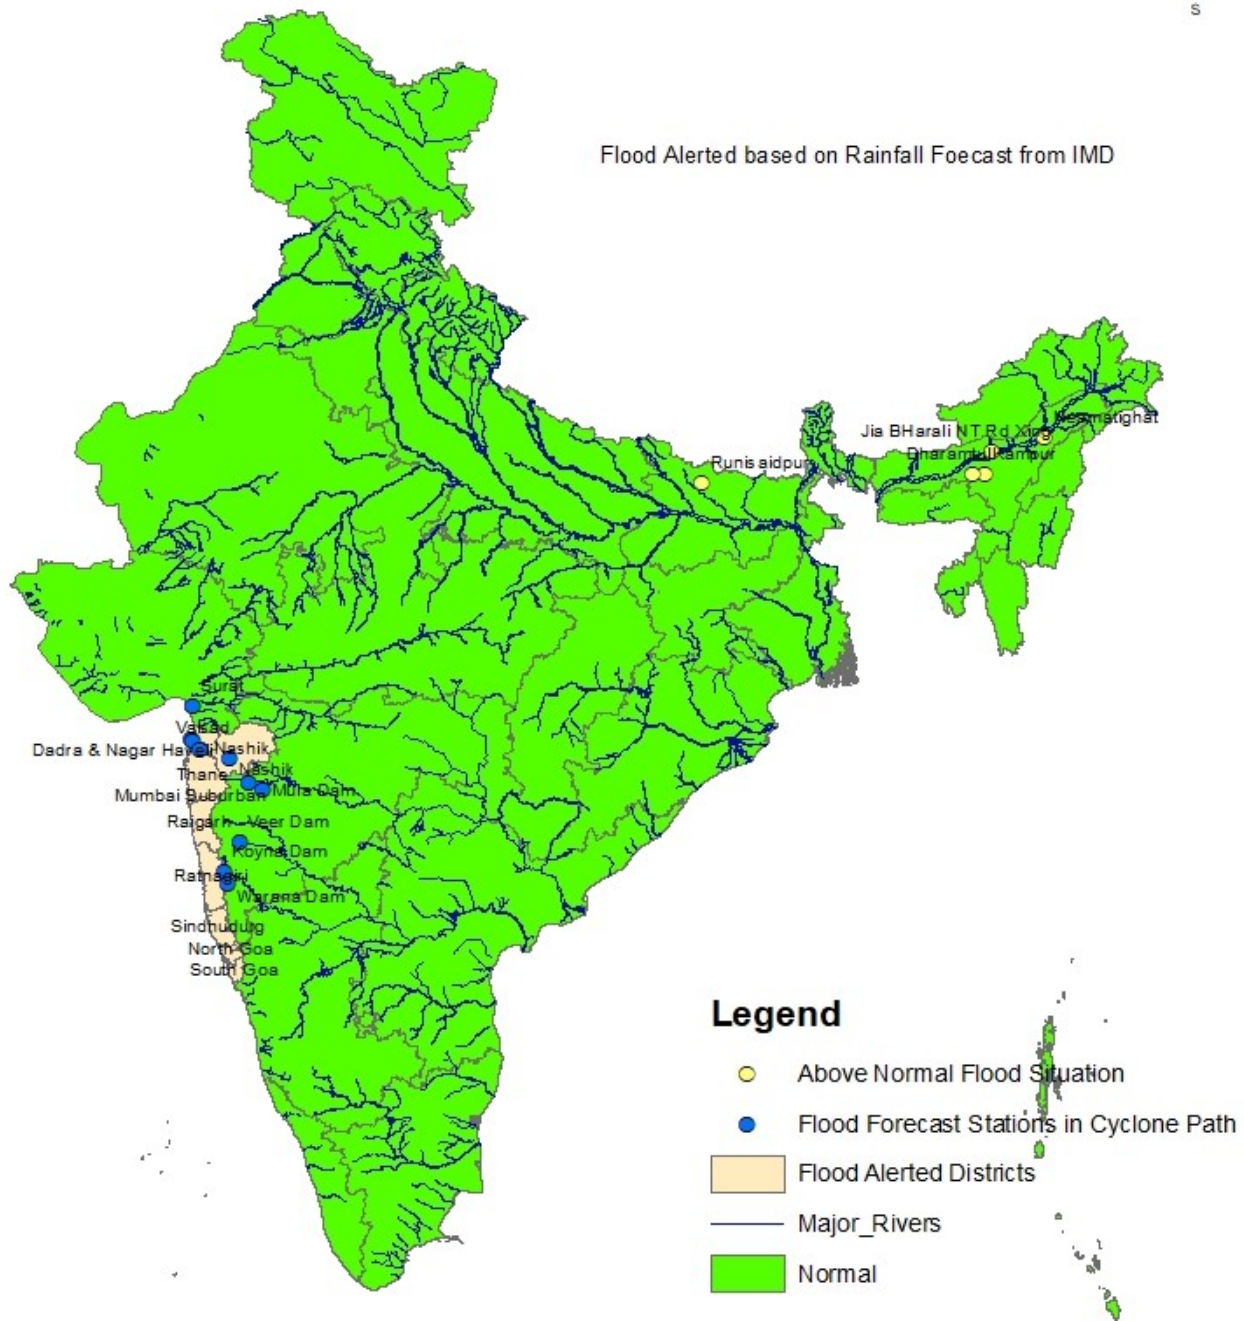 S
Flood Alerted based on Rainfall Foecast from IMD
Neamatighat
Jia BHarali NT Rd Xing
Dharamtul
Kampur
Runisaidpur
Surat
Valsad
Dadra & Nagar Haveli
Nashik
Thane
Nashik
Mumbai Suburban
Mula Dam
Raigarh
Veer Dam
Koyna Dam
Ratnagiri
Warana Dam
Sindhudurg
North Goa
South Goa
Legend
Above Normal Flood Situation
Flood Forecast Stations in Cyclone Path
Flood Alerted Districts
Major_Rivers
Normal